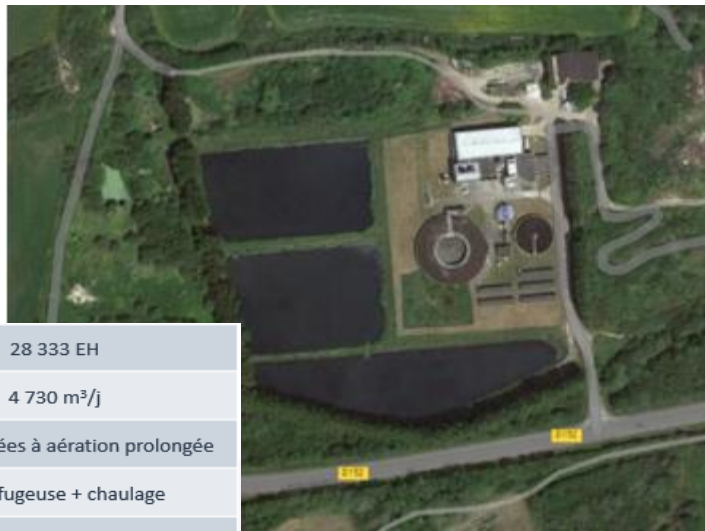 28 333 EH
4 730 m³/j
ées à aération prolongée
fugeuse + chaulage
D152
D152